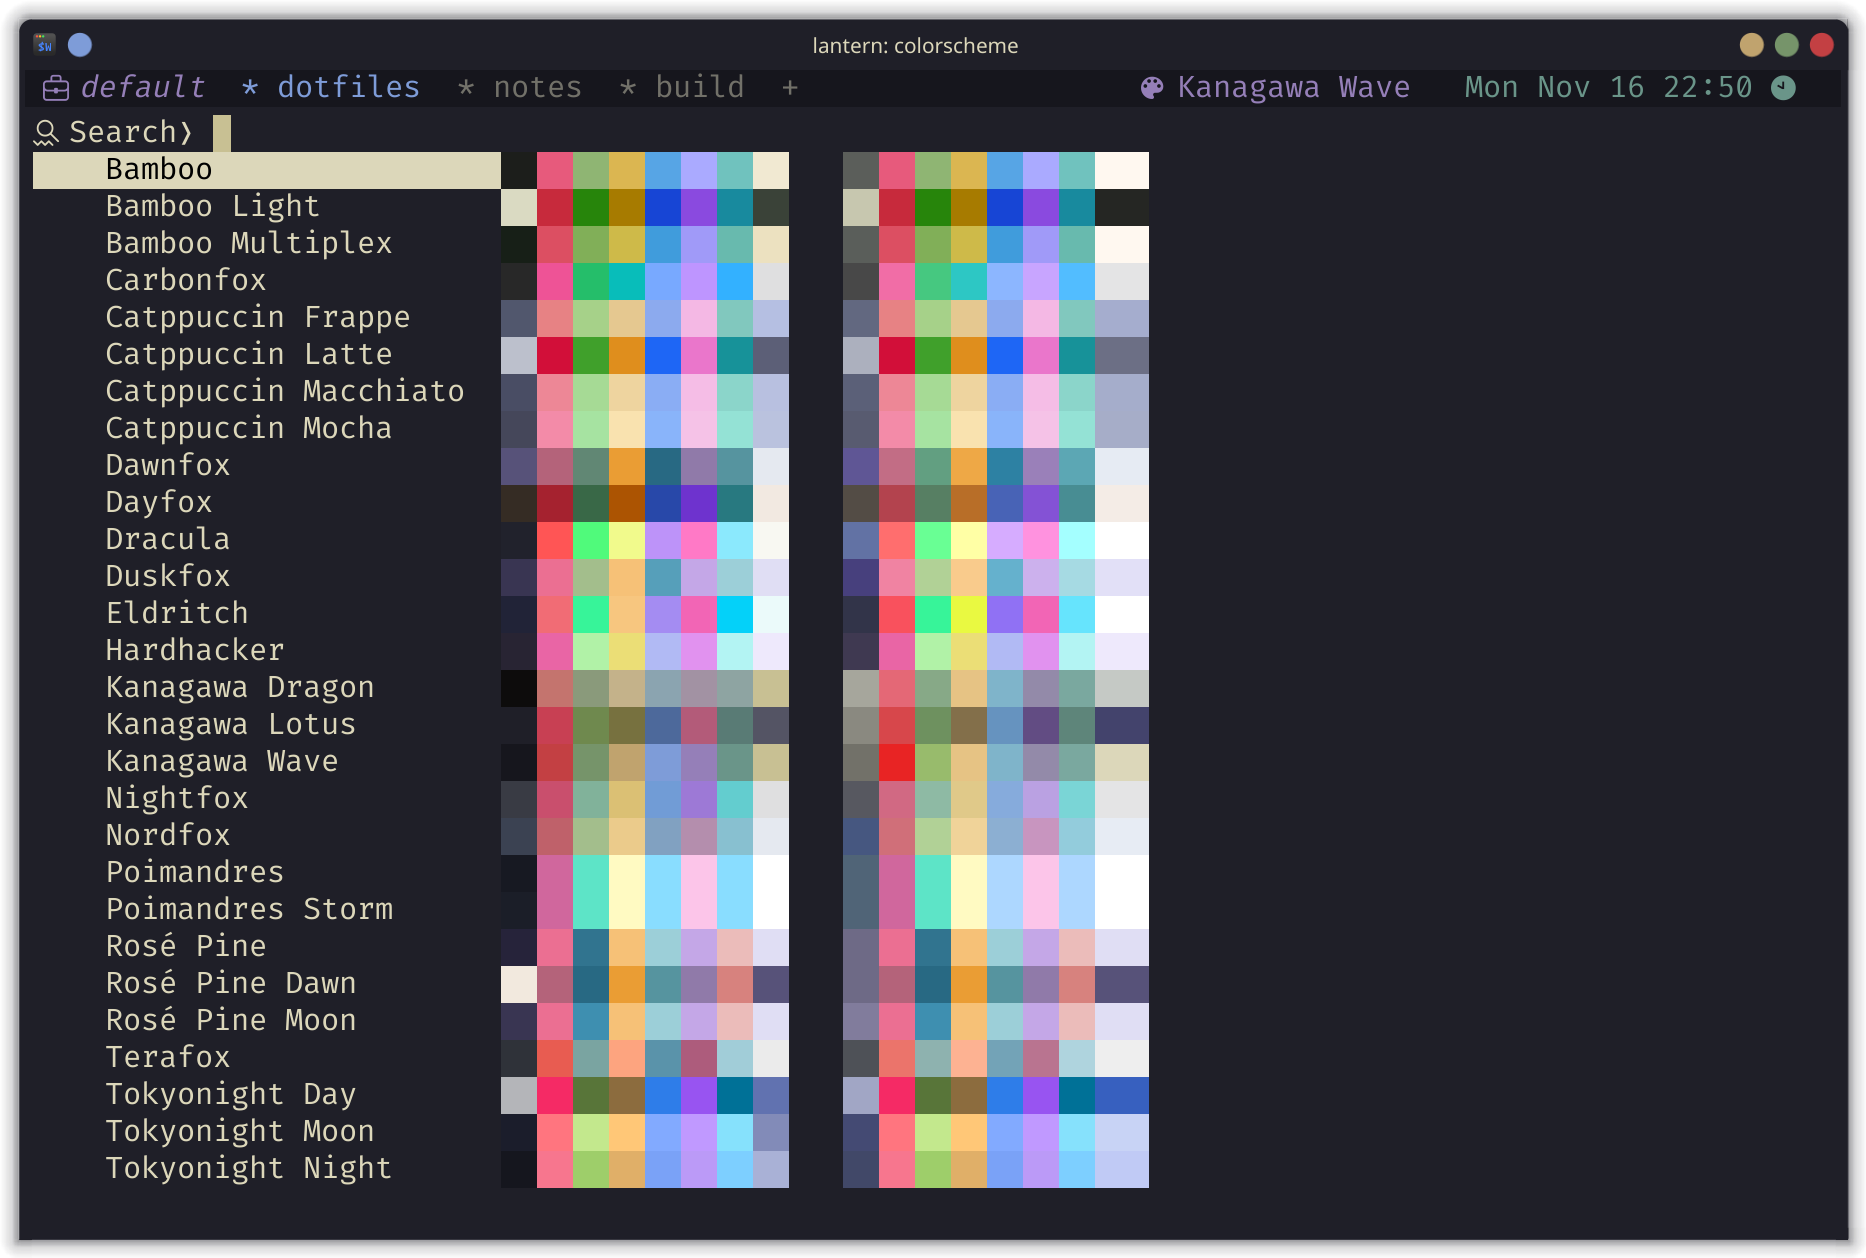 $W
lantern: colorscheme
default * dotfiles * notes * build + Kanagawa Wave Mon Nov 16 22:50
Search⟩
Bamboo
Bamboo Light
Bamboo Multiplex
Carbonfox
Catppuccin Frappe
Catppuccin Latte
Catppuccin Macchiato
Catppuccin Mocha
Dawnfox
Dayfox
Dracula
Duskfox
Eldritch
Hardhacker
Kanagawa Dragon
Kanagawa Lotus
Kanagawa Wave
Nightfox
Nordfox
Poimandres
Poimandres Storm
Rosé Pine
Rosé Pine Dawn
Rosé Pine Moon
Terafox
Tokyonight Day
Tokyonight Moon
Tokyonight Night